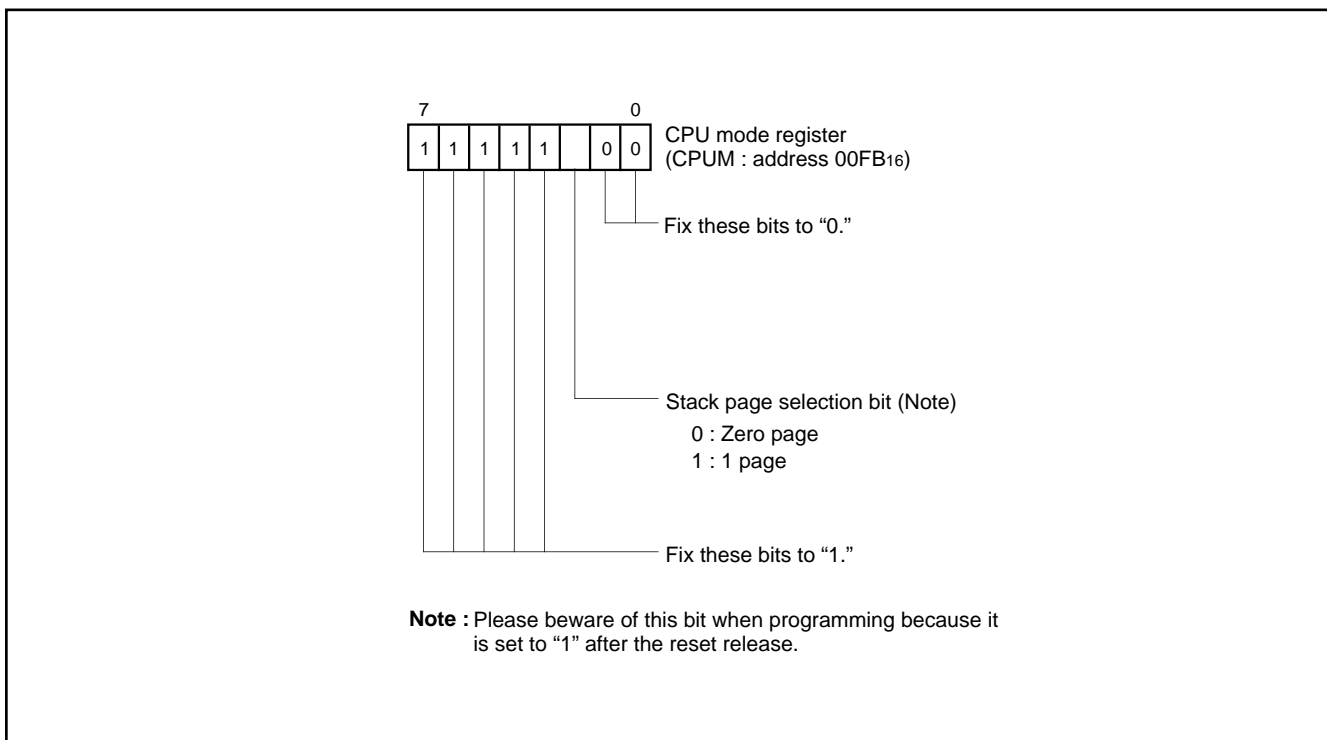 7 0
1 1 1 1 1 0 0
CPU mode register
(CPUM : address 00FB16)
Fix these bits to “0.”
Stack page selection bit (Note)
0 : Zero page
1 : 1 page
Fix these bits to “1.”
Note : Please beware of this bit when programming because it
is set to “1” after the reset release.